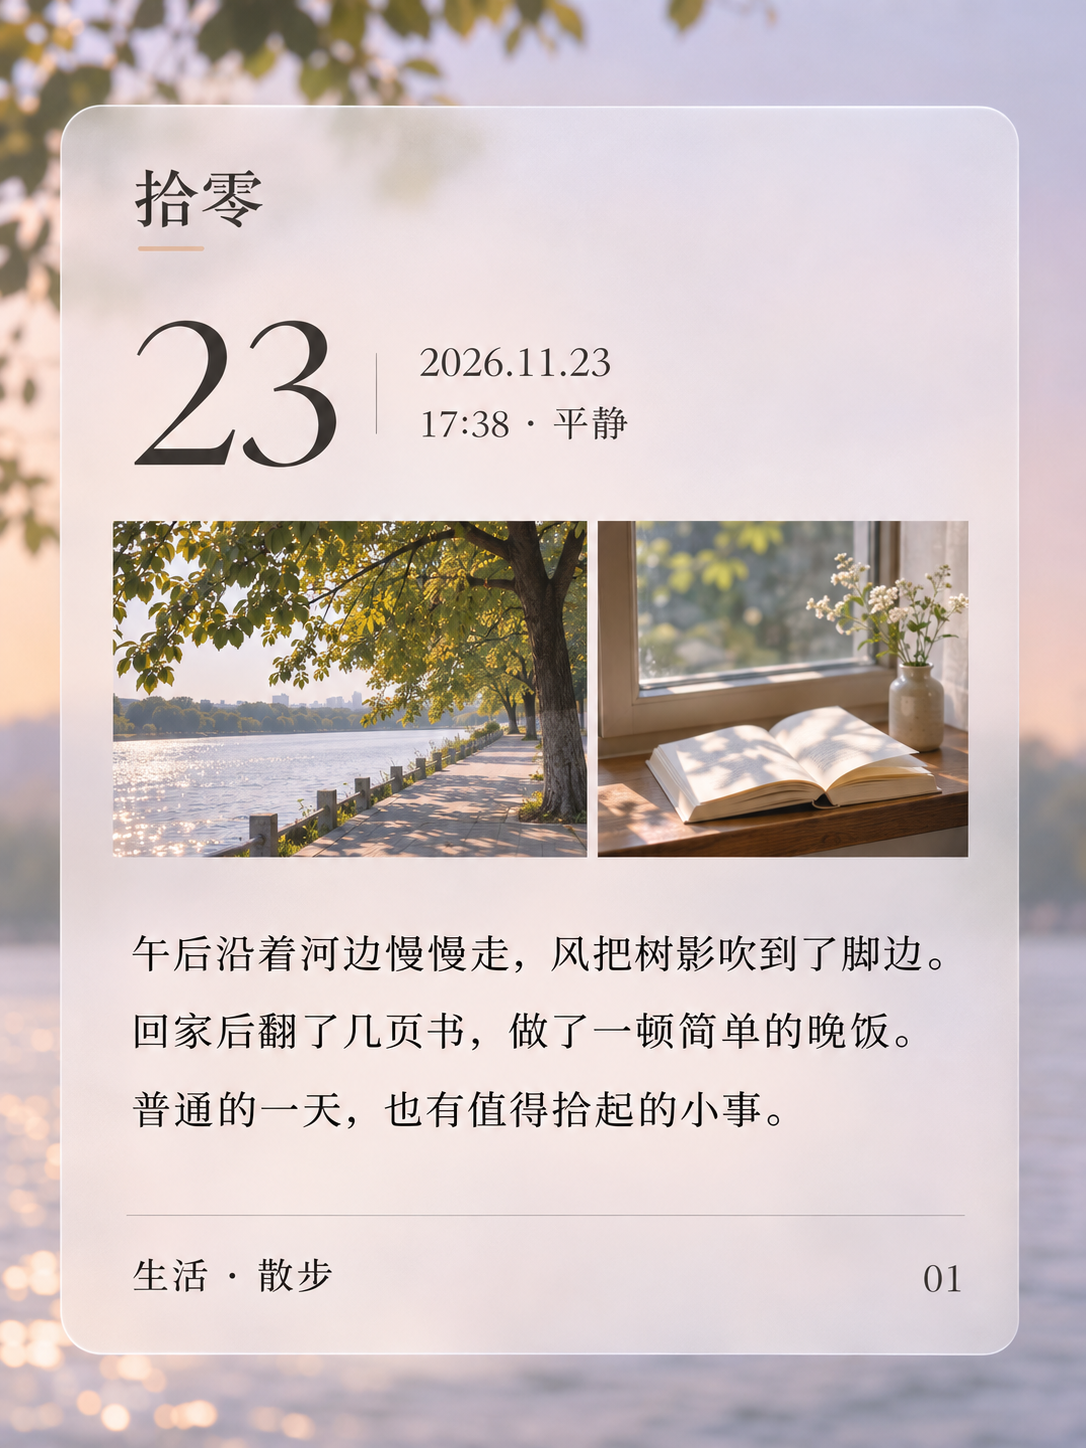 拾零
23
2026.11.23
17:38 · 平静
午后沿着河边慢慢走，风把树影吹到了脚边。
回家后翻了几页书，做了一顿简单的晚饭。
普通的一天，也有值得拾起的小事。
生活 · 散步
01